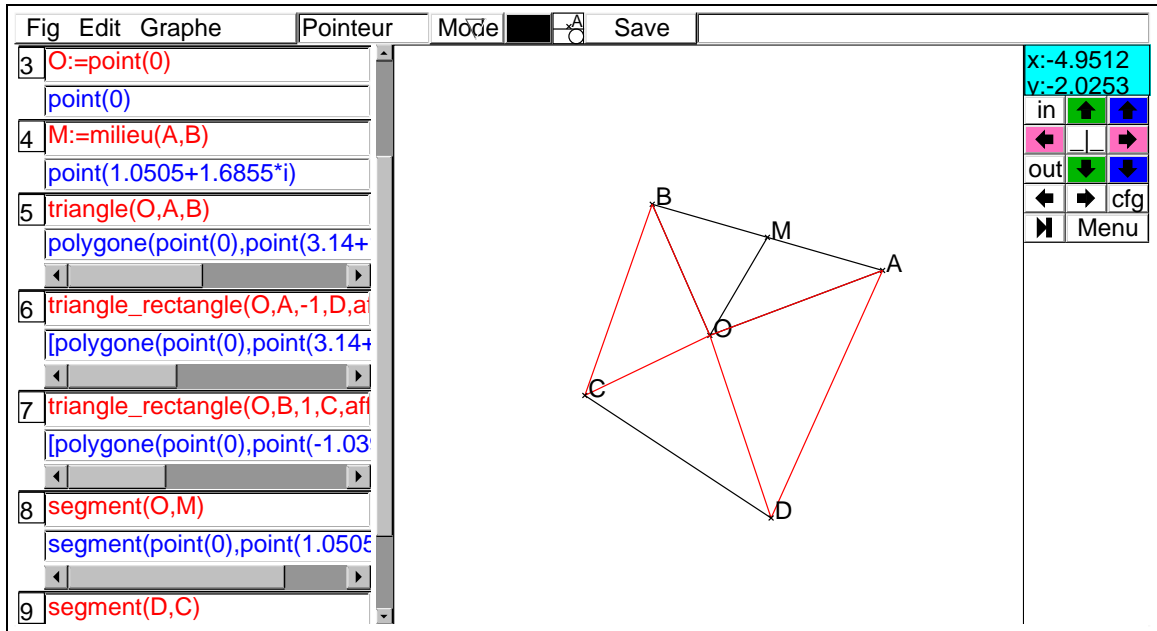 Fig Edit Graphe Pointeur Mode A Save
3 O:=point(0)
point(0)
4 M:=milieu(A,B)
point(1.0505+1.6855*i)
5 triangle(O,A,B)
polygone(point(0),point(3.14+
6 triangle_rectangle(O,A,-1,D,af
[polygone(point(0),point(3.14+
7 triangle_rectangle(O,B,1,C,aff
[polygone(point(0),point(-1.039
8 segment(O,M)
segment(point(0),point(1.0505
9 segment(D,C)
B
M
A
O
C
D
x:-4.9512
y:-2.0253
in
_|_
out
cfg
Menu